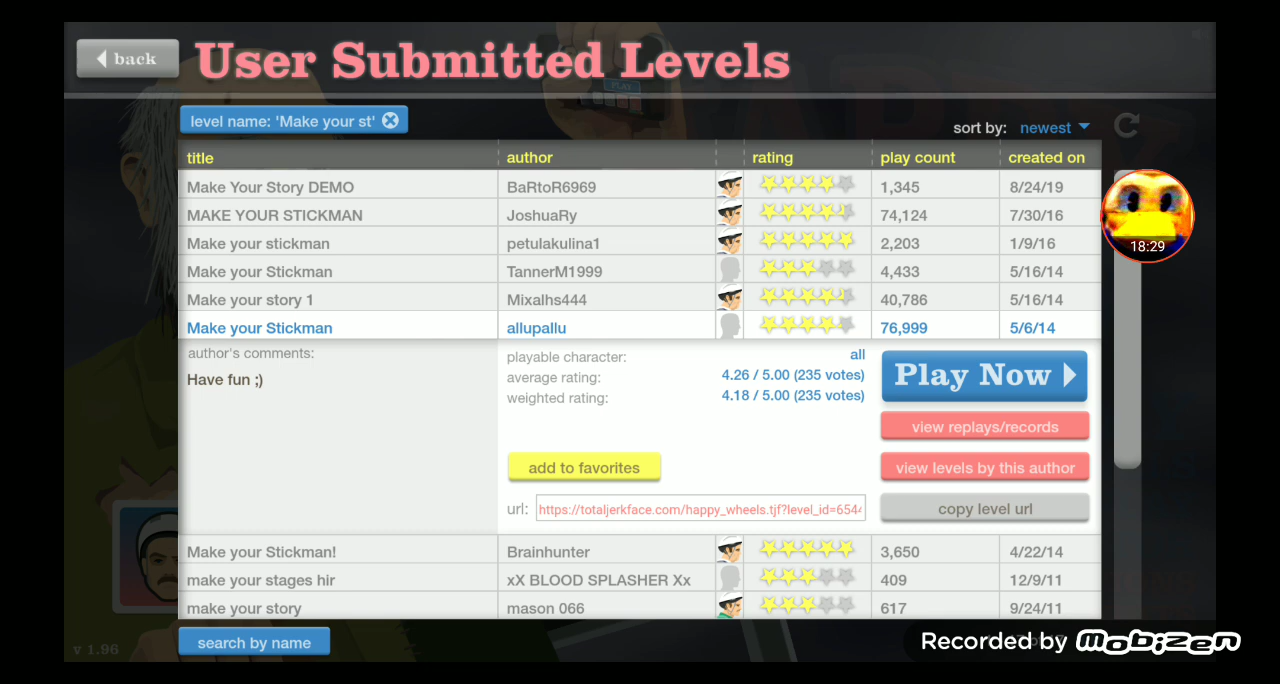 back
User Submitted Levels
level name: 'Make your st'
sort by: newest
title author rating play count created on
Make Your Story DEMO BaRtoR6969 1,345 8/24/19
MAKE YOUR STICKMAN JoshuaRy 74,124 7/30/16
Make your stickman petulakulina1 2,203 1/9/16
Make your Stickman TannerM1999 4,433 5/16/14
Make your story 1 Mixalhs444 40,786 5/16/14
Make your Stickman allupallu 76,999 5/6/14
18:29
author's comments:
Have fun ;)
playable character: all
average rating: 4.26 / 5.00 (235 votes)
weighted rating: 4.18 / 5.00 (235 votes)
Play Now
view replays/records
add to favorites
view levels by this author
url: https://totaljerkface.com/happy_wheels.tjf?level_id=654
copy level url
Make your Stickman! Brainhunter 3,650 4/22/14
make your stages hir xX BLOOD SPLASHER Xx 409 12/9/11
make your story mason 066 617 9/24/11
search by name
v 1.96
PLAY
Recorded by Mobizen